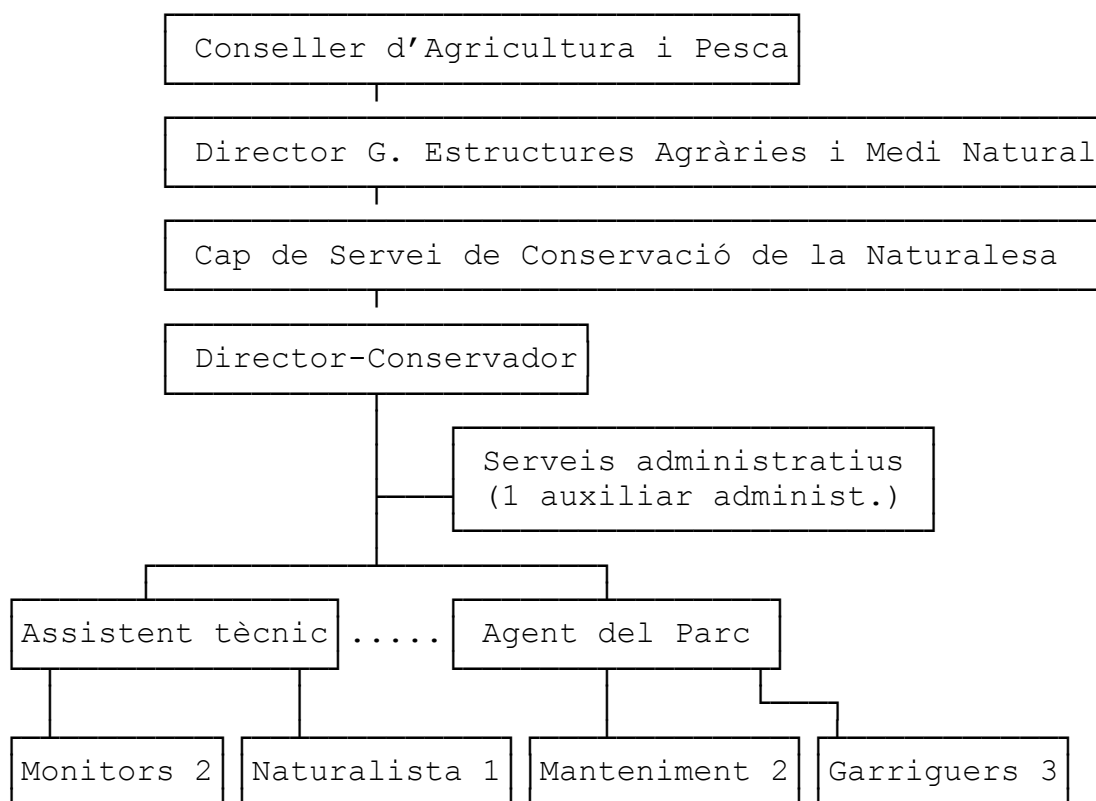 Conseller d'Agricultura i Pesca
Director G. Estructures Agràries i Medi Natural
Cap de Servei de Conservació de la Naturalesa
Director-Conservador
Serveis administratius
(1 auxiliar administ.)
Assistent tècnic ..... Agent del Parc
Monitors 2 Naturalista 1 Manteniment 2 Garriguers 3